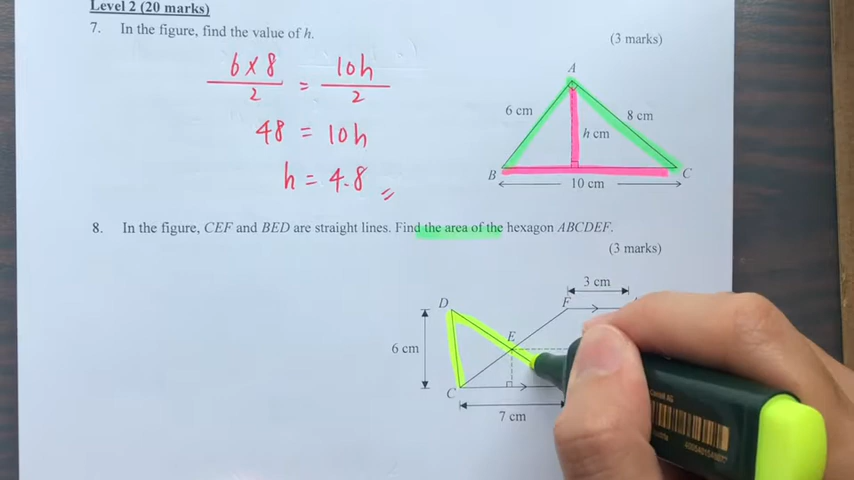 Level 2 (20 marks)
7. In the figure, find the value of h.
(3 marks)
6 × 8 / 2 = 10h / 2
48 = 10h
h = 4.8
A
6 cm
8 cm
h cm
B
C
10 cm
8. In the figure, CEF and BED are straight lines. Find the area of the hexagon ABCDEF.
(3 marks)
3 cm
D
F
E
6 cm
C
7 cm